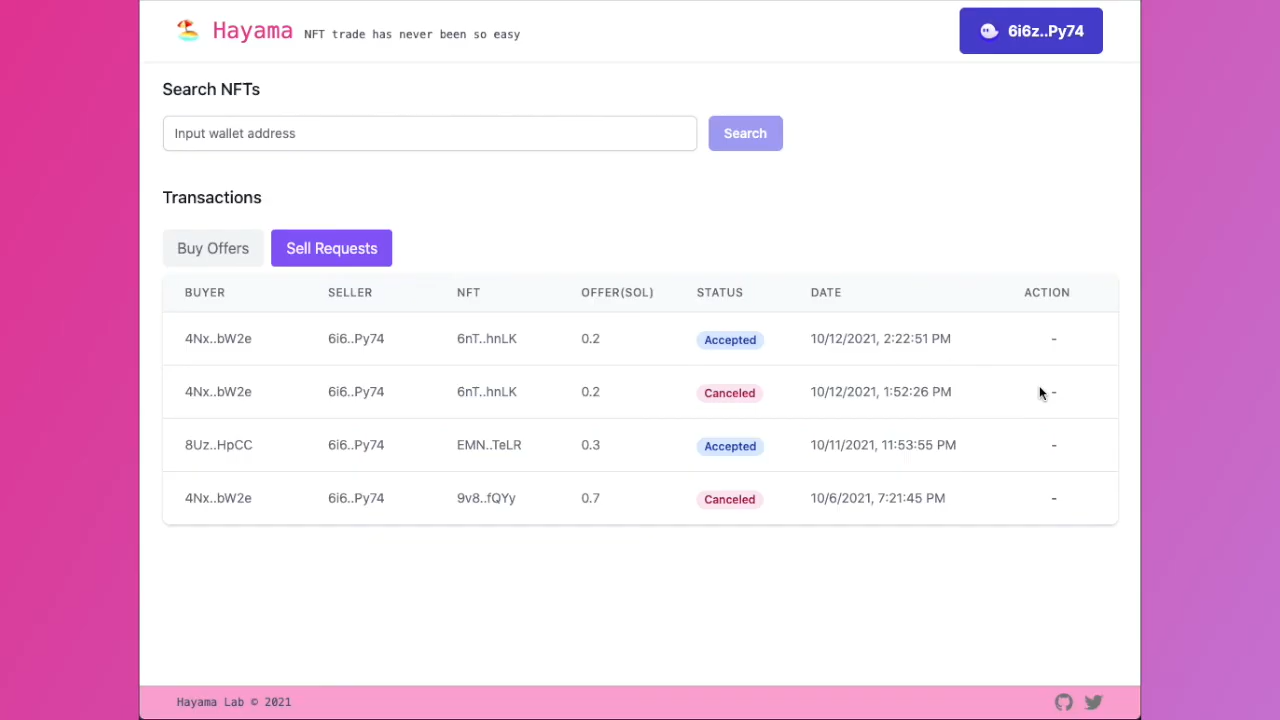 Hayama NFT trade has never been so easy 6i6z..Py74
Search NFTs
Input wallet address Search
Transactions
Buy Offers Sell Requests
BUYER SELLER NFT OFFER(SOL) STATUS DATE ACTION
4Nx..bW2e 6i6..Py74 6nT..hnLK 0.2 Accepted 10/12/2021, 2:22:51 PM -
4Nx..bW2e 6i6..Py74 6nT..hnLK 0.2 Canceled 10/12/2021, 1:52:26 PM -
8Uz..HpCC 6i6..Py74 EMN..TeLR 0.3 Accepted 10/11/2021, 11:53:55 PM -
4Nx..bW2e 6i6..Py74 9v8..fQYy 0.7 Canceled 10/6/2021, 7:21:45 PM -
Hayama Lab © 2021